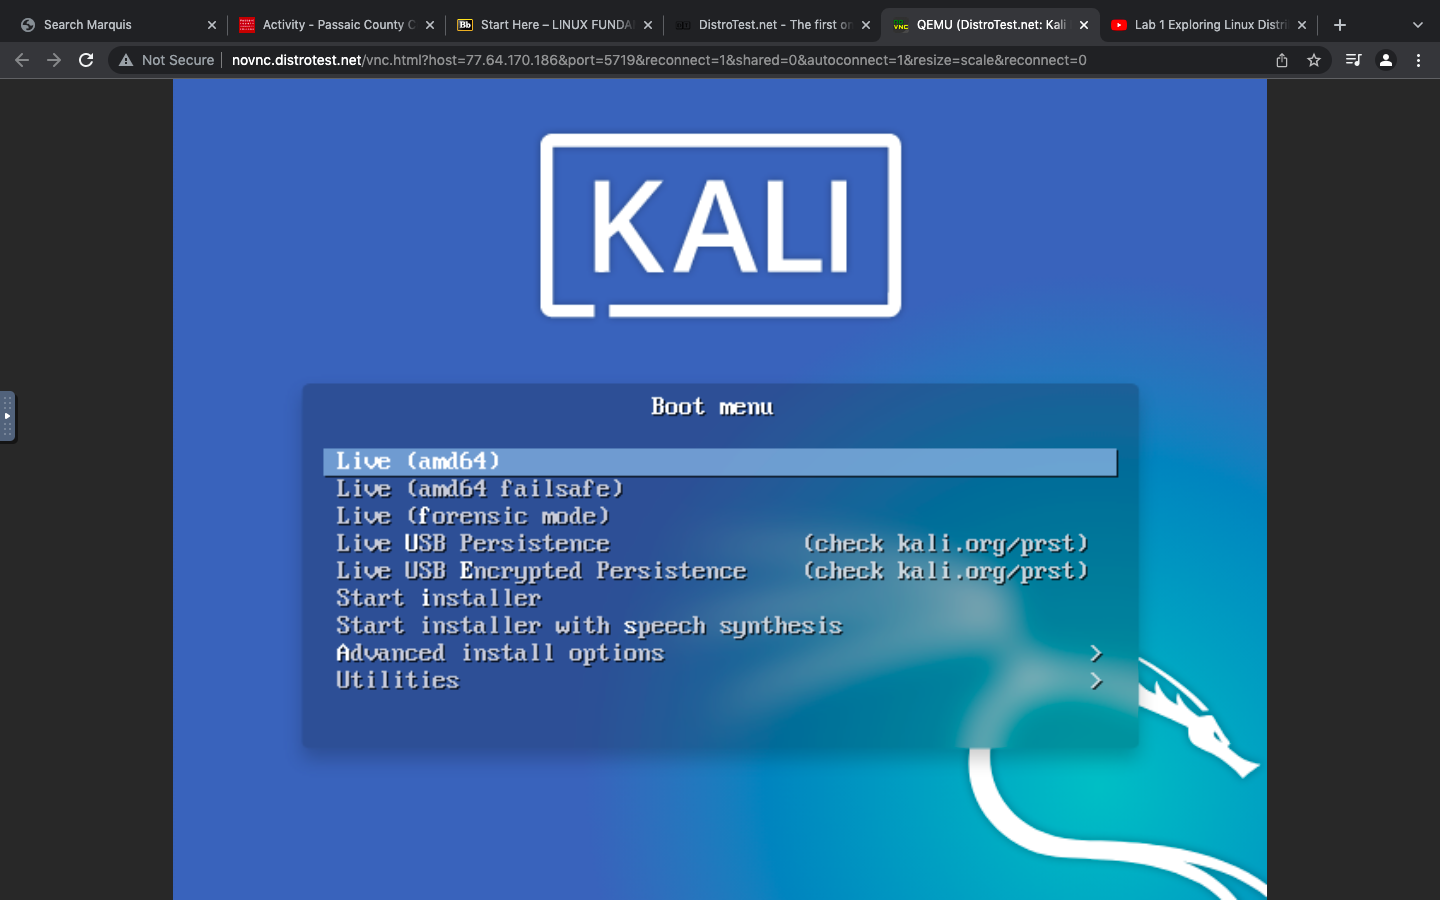 Search Marquis
Activity - Passaic County C
Bb
Start Here – LINUX FUNDA
DistroTest.net - The first or
VNC
QEMU (DistroTest.net: Kali
Lab 1 Exploring Linux Distri
Not Secure
novnc.distrotest.net/vnc.html?host=77.64.170.186&port=5719&reconnect=1&shared=0&autoconnect=1&resize=scale&reconnect=0
KALI
Boot menu
Live (amd64)
Live (amd64 failsafe)
Live (forensic mode)
Live USB Persistence (check kali.org/prst)
Live USB Encrypted Persistence (check kali.org/prst)
Start installer
Start installer with speech synthesis
Advanced install options >
Utilities >